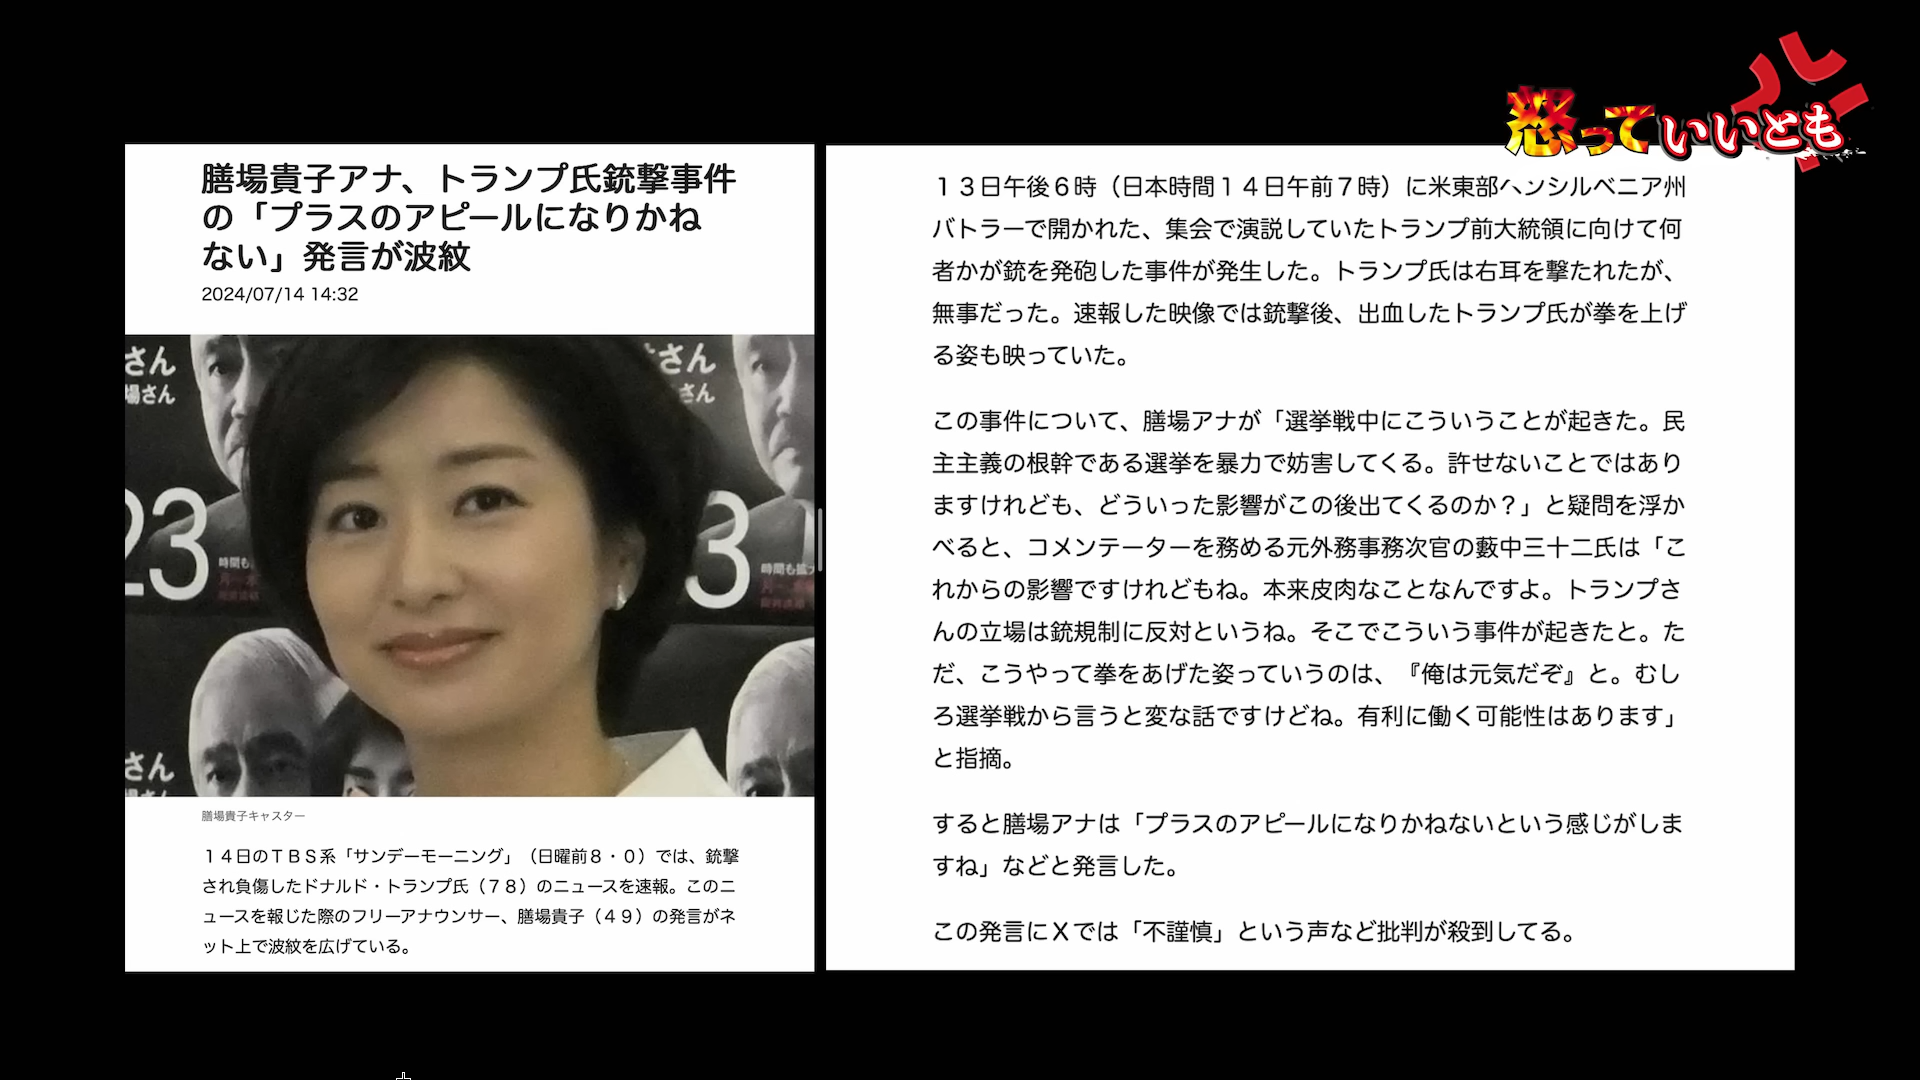 怒っていいとも
膳場貴子アナ、トランプ氏銃撃事件
の「プラスのアピールになりかね
ない」発言が波紋
2024/07/14 14:32
さん
場さん
23
時間も
さん
さん
3
時間も拡大
さん
膳場貴子キャスター
１４日のＴＢＳ系「サンデーモーニング」（日曜前８・０）では、銃撃
され負傷したドナルド・トランプ氏（７８）のニュースを速報。このニ
ュースを報じた際のフリーアナウンサー、膳場貴子（４９）の発言がネ
ット上で波紋を広げている。
１３日午後６時（日本時間１４日午前７時）に米東部ペンシルベニア州
バトラーで開かれた、集会で演説していたトランプ前大統領に向けて何
者かが銃を発砲した事件が発生した。トランプ氏は右耳を撃たれたが、
無事だった。速報した映像では銃撃後、出血したトランプ氏が拳を上げ
る姿も映っていた。
この事件について、膳場アナが「選挙戦中にこういうことが起きた。民
主主義の根幹である選挙を暴力で妨害してくる。許せないことではあり
ますけれども、どういった影響がこの後出てくるのか？」と疑問を浮か
べると、コメンテーターを務める元外務事務次官の藪中三十二氏は「こ
れからの影響ですけれどもね。本来皮肉なことなんですよ。トランプさ
んの立場は銃規制に反対というね。そこでこういう事件が起きたと。た
だ、こうやって拳をあげた姿っていうのは、『俺は元気だぞ』と。むし
ろ選挙戦から言うと変な話ですけどね。有利に働く可能性はあります」
と指摘。
すると膳場アナは「プラスのアピールになりかねないという感じがしま
すね」などと発言した。
この発言にＸでは「不謹慎」という声など批判が殺到してる。